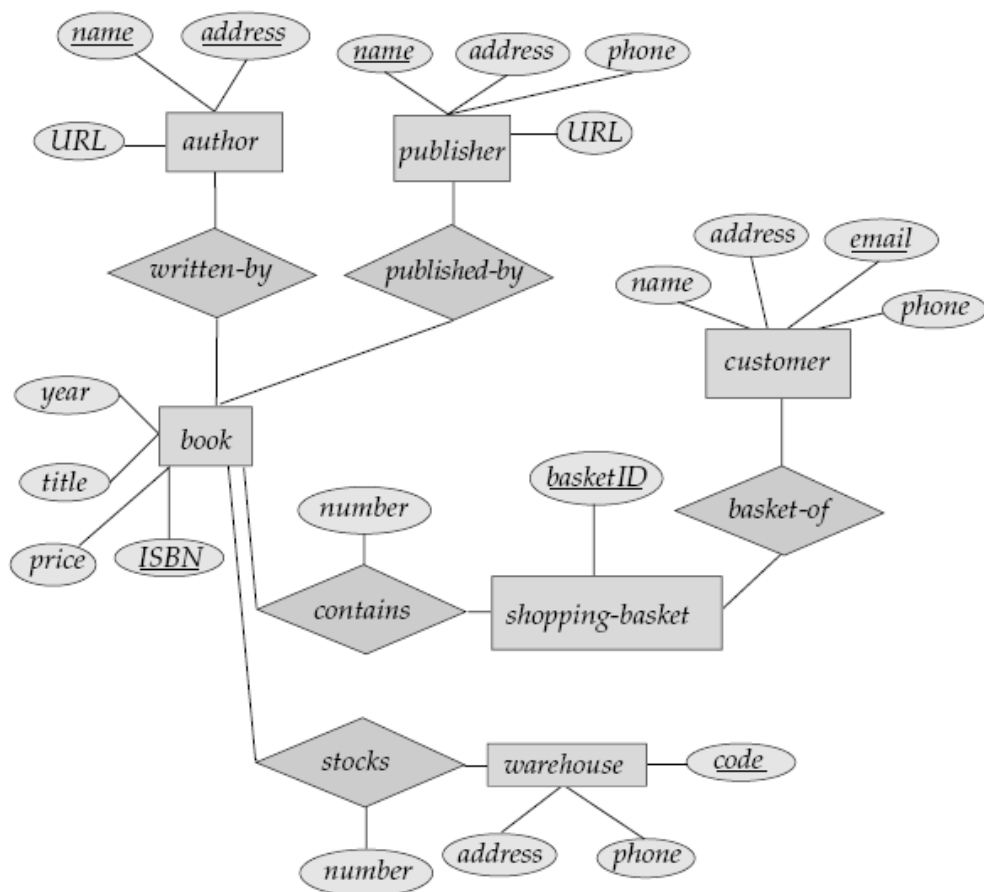 name
address
name
address
phone
URL
author
publisher
URL
written-by
published-by
address
email
name
phone
customer
year
book
title
basketID
number
basket-of
price
ISBN
contains
shopping-basket
stocks
warehouse
code
number
address
phone